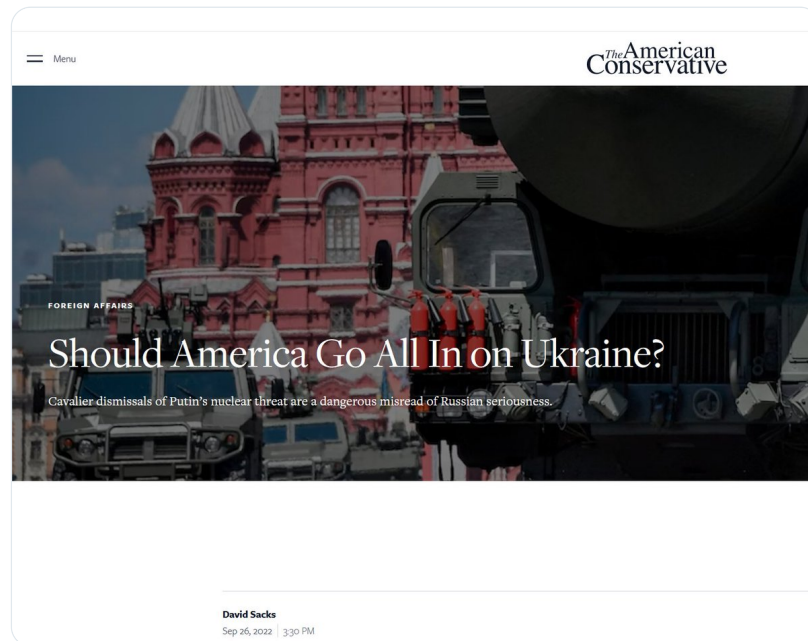 Menu
The American
Conservative
FOREIGN AFFAIRS
Should America Go All In on Ukraine?
Cavalier dismissals of Putin's nuclear threat are a dangerous misread of Russian seriousness.
David Sacks
Sep 26, 2022 | 3:30 PM